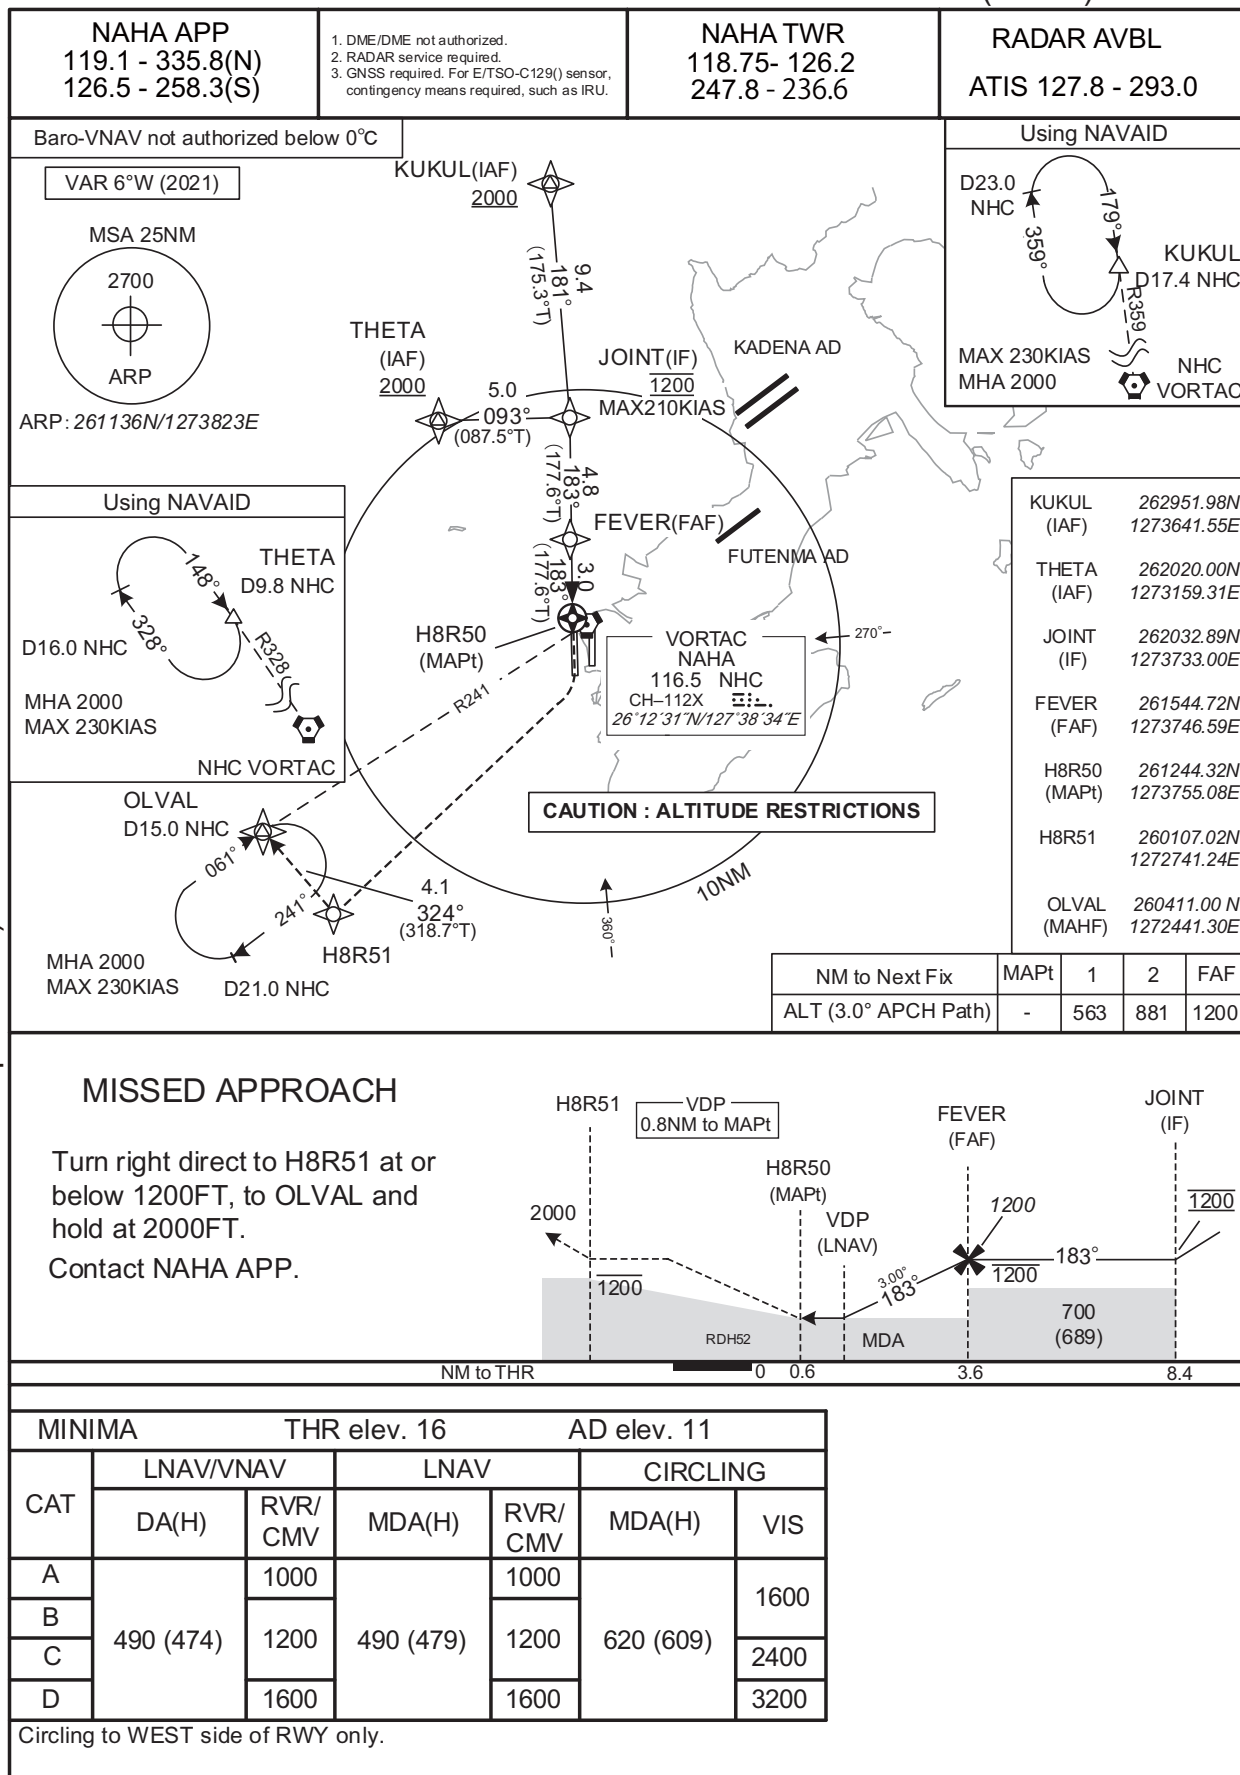 NAHA APP
119.1 - 335.8(N)
126.5 - 258.3(S)
1. DME/DME not authorized.
2. RADAR service required.
3. GNSS required. For E/TSO-C129() sensor,
contingency means required, such as IRU.
NAHA TWR
118.75- 126.2
247.8 - 236.6
RADAR AVBL
ATIS 127.8 - 293.0
Baro-VNAV not authorized below 0°C
VAR 6°W (2021)
MSA 25NM
2700
ARP
ARP: 261136N/1273823E
KUKUL(IAF)
2000
9.4
181°
(175.3°T)
THETA
(IAF)
2000
5.0
093°
(087.5°T)
JOINT(IF)
1200
MAX210KIAS
KADENA AD
4.8
183°
(177.6°T)
FEVER(FAF)
FUTENMA AD
3.0
183°
(177.6°T)
H8R50
(MAPt)
R241
VORTAC
NAHA
116.5 NHC
CH–112X
26°12´31˝N/127°38´34˝E
270°
360°
10NM
CAUTION : ALTITUDE RESTRICTIONS
Using NAVAID
D23.0
NHC
179°
359°
KUKUL
D17.4 NHC
R359
MAX 230KIAS
MHA 2000
NHC
VORTAC
Using NAVAID
THETA
D9.8 NHC
148°
328°
D16.0 NHC
R328
MHA 2000
MAX 230KIAS
NHC VORTAC
OLVAL
D15.0 NHC
061°
241°
4.1
324°
(318.7°T)
H8R51
MHA 2000
MAX 230KIAS
D21.0 NHC
KUKUL 262951.98N
(IAF) 1273641.55E
THETA 262020.00N
(IAF) 1273159.31E
JOINT 262032.89N
(IF) 1273733.00E
FEVER 261544.72N
(FAF) 1273746.59E
H8R50 261244.32N
(MAPt) 1273755.08E
H8R51 260107.02N
1272741.24E
OLVAL 260411.00 N
(MAHF) 1272441.30E
NM to Next Fix MAPt 1 2 FAF
ALT (3.0° APCH Path) - 563 881 1200
MISSED APPROACH
Turn right direct to H8R51 at or
below 1200FT, to OLVAL and
hold at 2000FT.
Contact NAHA APP.
H8R51
VDP
0.8NM to MAPt
H8R50
(MAPt)
VDP
(LNAV)
FEVER
(FAF)
JOINT
(IF)
2000
1200
1200
1200
1200
3.00°
183°
183°
700
(689)
RDH52
MDA
NM to THR 0 0.6 3.6 8.4
MINIMA THR elev. 16 AD elev. 11
CAT LNAV/VNAV LNAV CIRCLING
DA(H) RVR/
CMV MDA(H) RVR/
CMV MDA(H) VIS
A 1000 1000 1600
B
490 (474) 1200 490 (479) 1200 620 (609)
C 2400
D 1600 1600 3200
Circling to WEST side of RWY only.